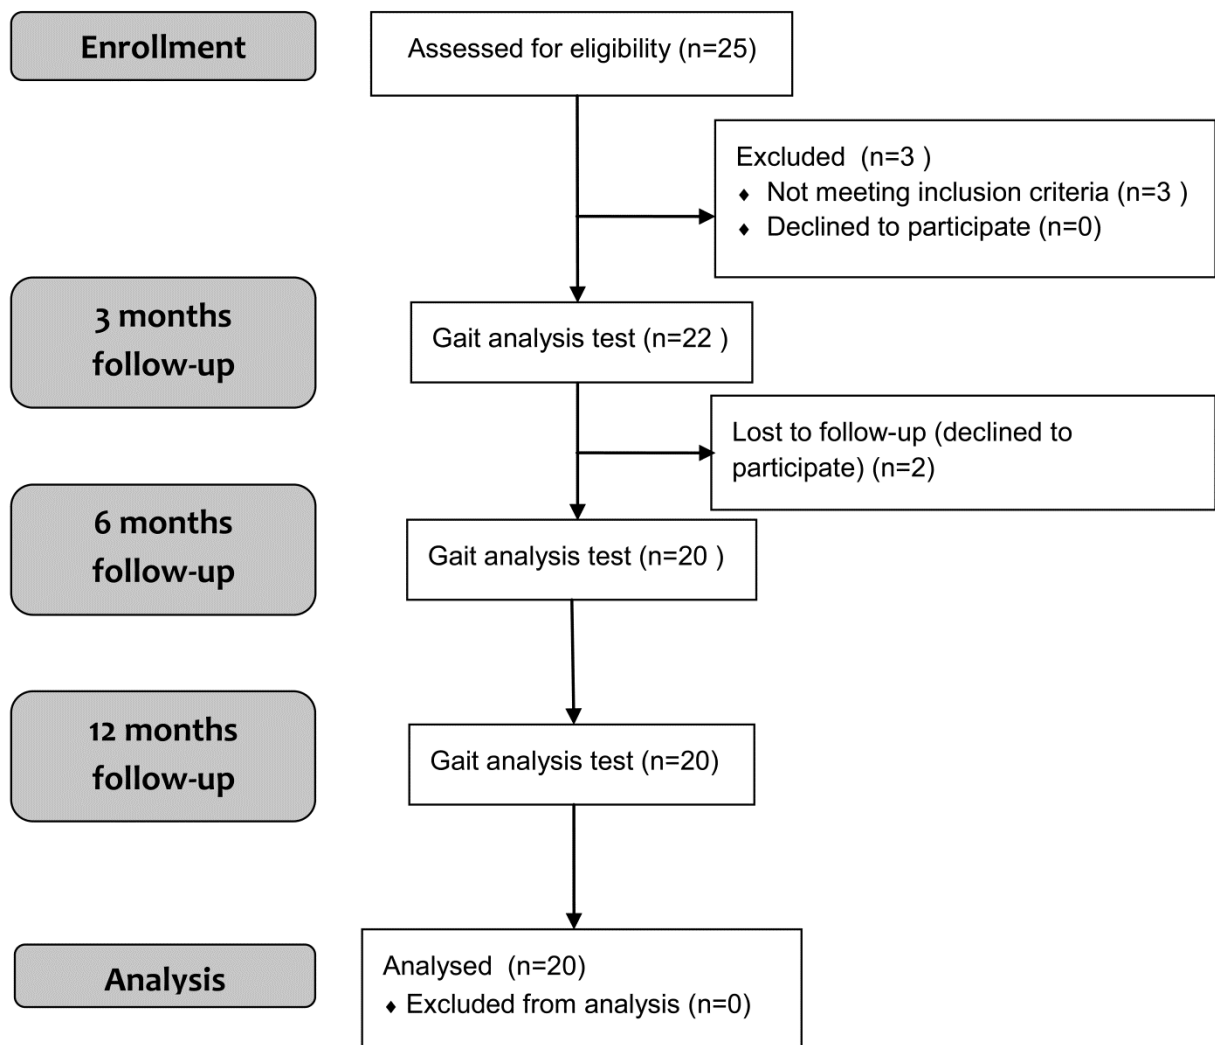 Enrollment
Assessed for eligibility (n=25)
Excluded  (n=3 )
♦ Not meeting inclusion criteria (n=3 )
♦ Declined to participate (n=0)
3 months
follow-up
Gait analysis test (n=22 )
Lost to follow-up (declined to
participate) (n=2)
6 months
follow-up
Gait analysis test (n=20 )
12 months
follow-up
Gait analysis test (n=20)
Analysis
Analysed  (n=20)
♦ Excluded from analysis (n=0)